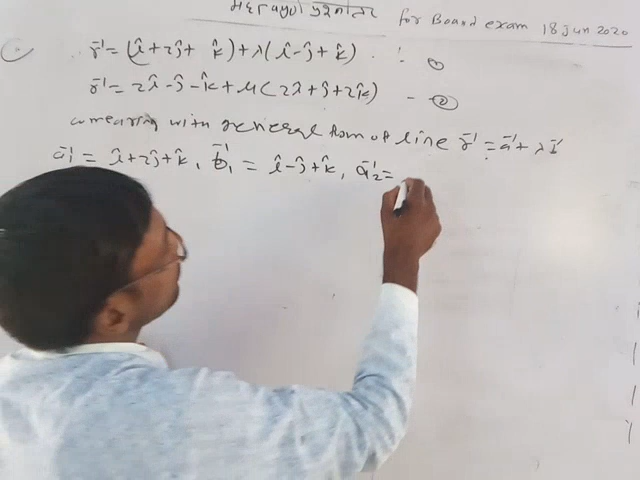 महत्वपूर्ण प्रश्न for Board exam 18 Jun 2020
r⃗ = (î+2ĵ+ k̂)+λ(î-ĵ+k̂) - ①
r⃗ = 2î-ĵ-k̂+μ(2î+ĵ+2k̂) - ②
with general form of line r⃗ = a⃗+λb⃗
a⃗₁ = î+2ĵ+k̂, b⃗₁ = î-ĵ+k̂, a⃗₂=